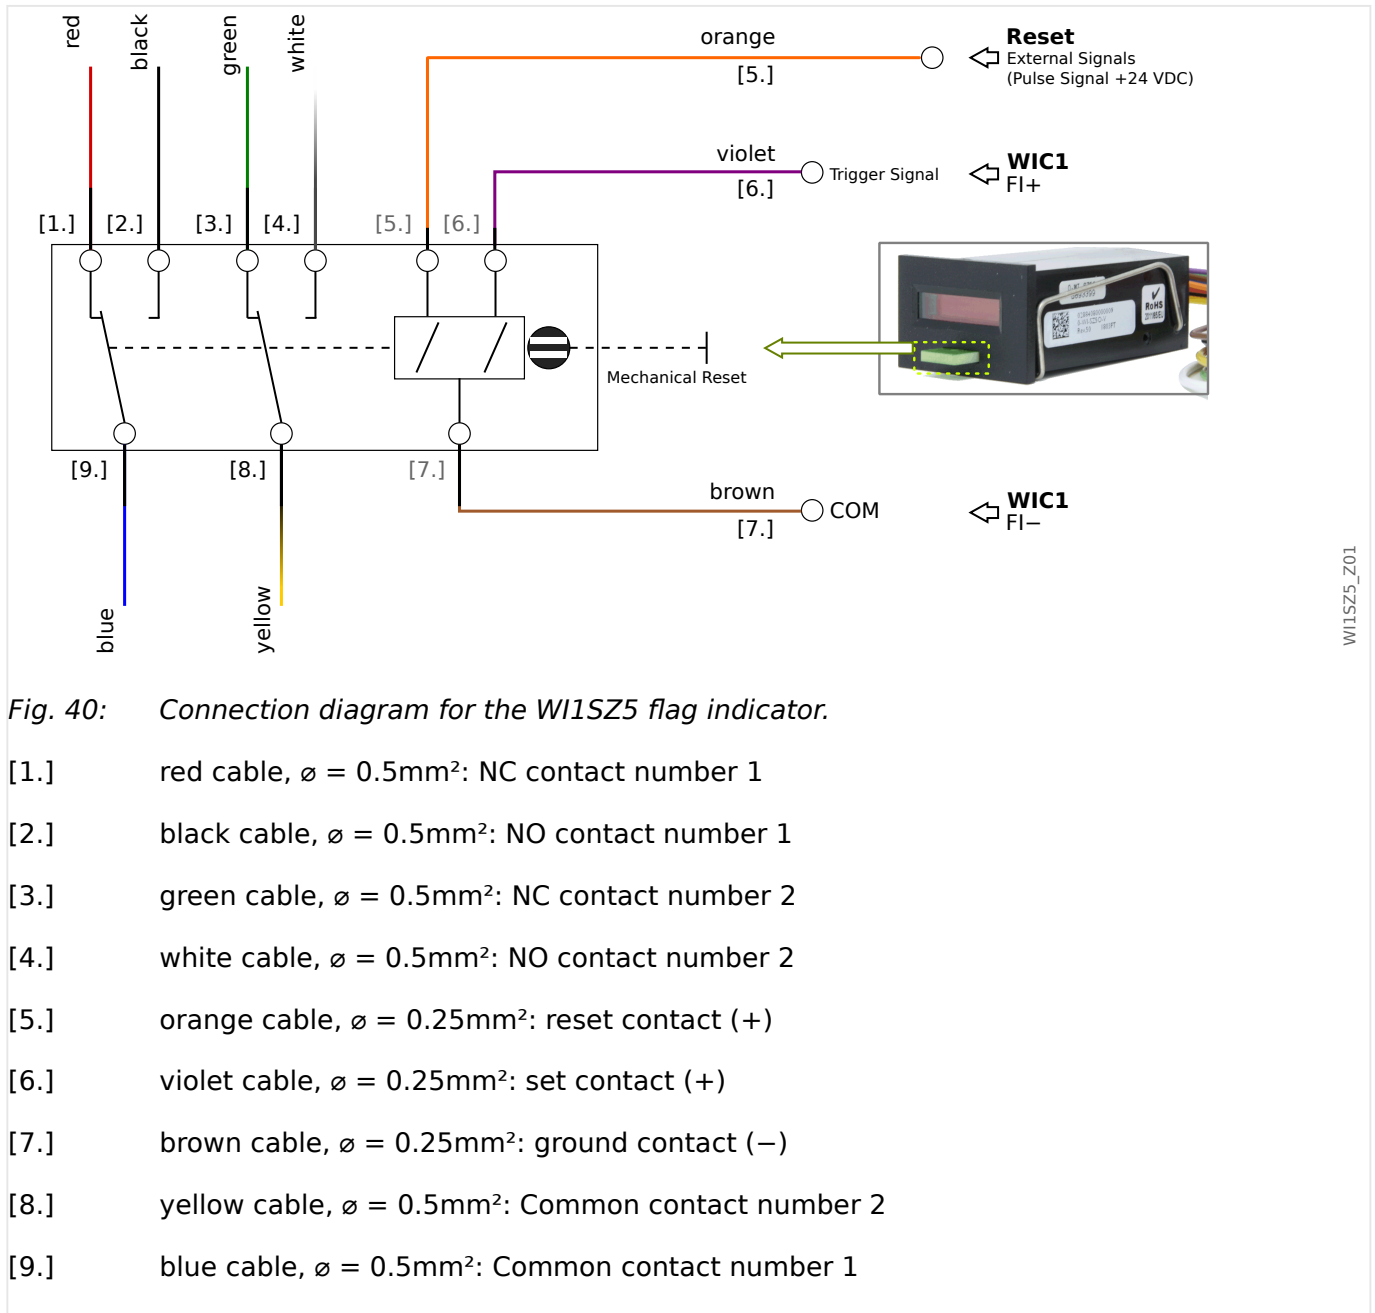 red
black
green
white
orange
[5.]
Reset
External Signals
(Pulse Signal +24 VDC)
violet
[6.]
Trigger Signal
WIC1
FI+
[1.]
[2.]
[3.]
[4.]
[5.]
[6.]
RoHS
Mechanical Reset
[9.]
[8.]
[7.]
brown
[7.]
COM
WIC1
FI−
blue
yellow
WI1SZ5_Z01
Fig. 40: Connection diagram for the WI1SZ5 flag indicator.
[1.] red cable, ⌀ = 0.5mm²: NC contact number 1
[2.] black cable, ⌀ = 0.5mm²: NO contact number 1
[3.] green cable, ⌀ = 0.5mm²: NC contact number 2
[4.] white cable, ⌀ = 0.5mm²: NO contact number 2
[5.] orange cable, ⌀ = 0.25mm²: reset contact (+)
[6.] violet cable, ⌀ = 0.25mm²: set contact (+)
[7.] brown cable, ⌀ = 0.25mm²: ground contact (−)
[8.] yellow cable, ⌀ = 0.5mm²: Common contact number 2
[9.] blue cable, ⌀ = 0.5mm²: Common contact number 1